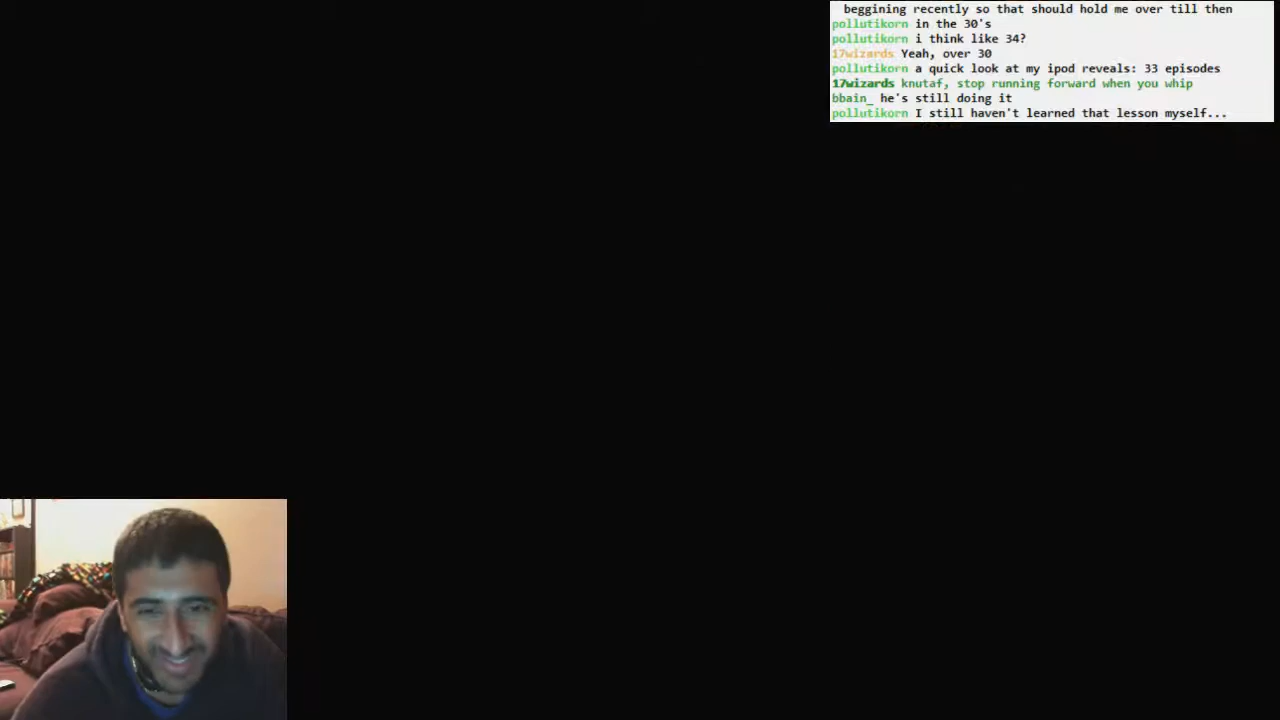 beggining recently so that should hold me over till then
pollutikorn in the 30's
pollutikorn i think like 34?
17wizards Yeah, over 30
pollutikorn a quick look at my ipod reveals: 33 episodes
17wizards knutaf, stop running forward when you whip
bbain_ he's still doing it
pollutikorn I still haven't learned that lesson myself...